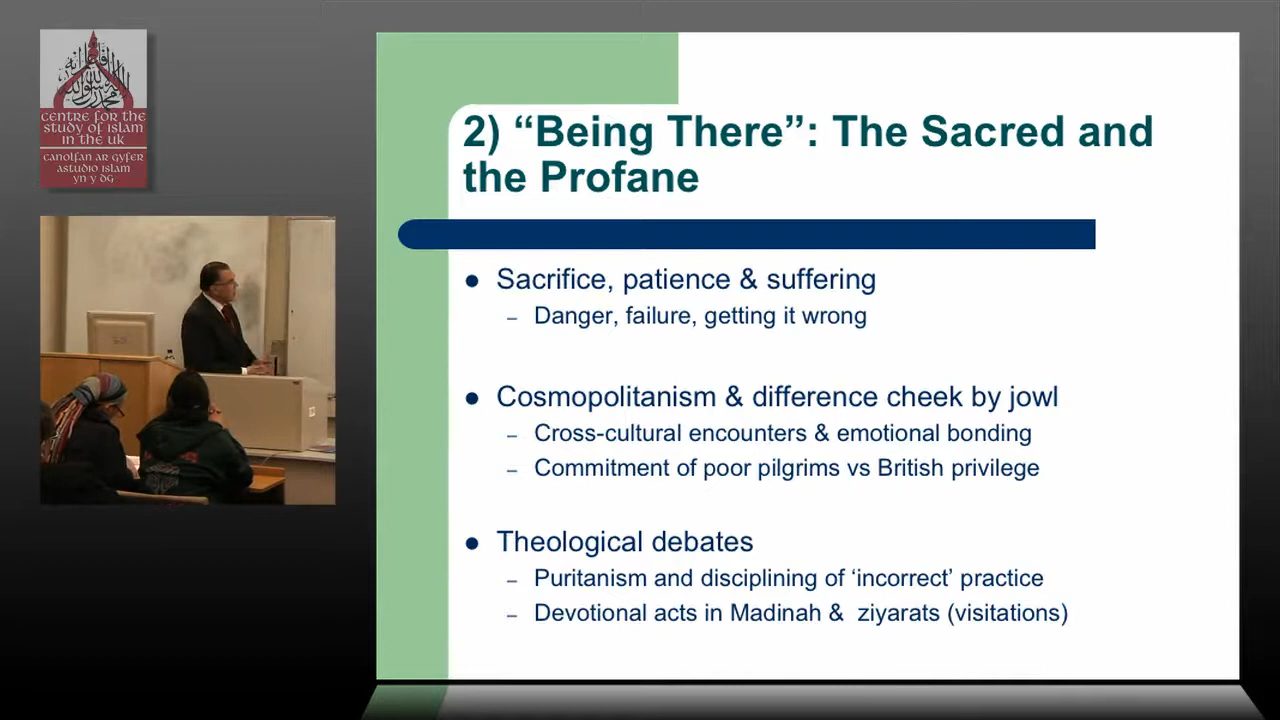 CENTRE FOR THE
STUDY OF ISLAM
IN THE UK
CANOLFAN AR GYFER
ASTUDIO ISLAM
YN Y DG
2) “Being There”: The Sacred and
the Profane
● Sacrifice, patience & suffering
– Danger, failure, getting it wrong
● Cosmopolitanism & difference cheek by jowl
– Cross-cultural encounters & emotional bonding
– Commitment of poor pilgrims vs British privilege
● Theological debates
– Puritanism and disciplining of ‘incorrect’ practice
– Devotional acts in Madinah & ziyarats (visitations)